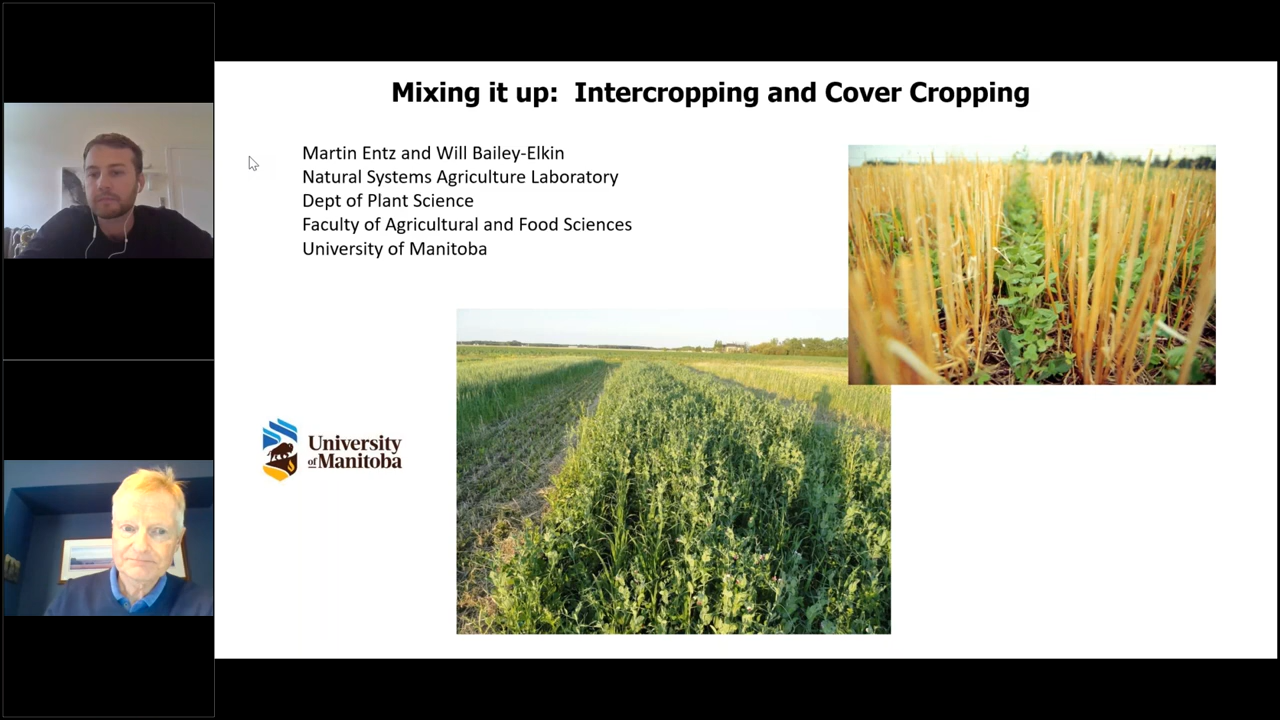 Mixing it up: Intercropping and Cover Cropping
Martin Entz and Will Bailey-Elkin
Natural Systems Agriculture Laboratory
Dept of Plant Science
Faculty of Agricultural and Food Sciences
University of Manitoba
University
of Manitoba